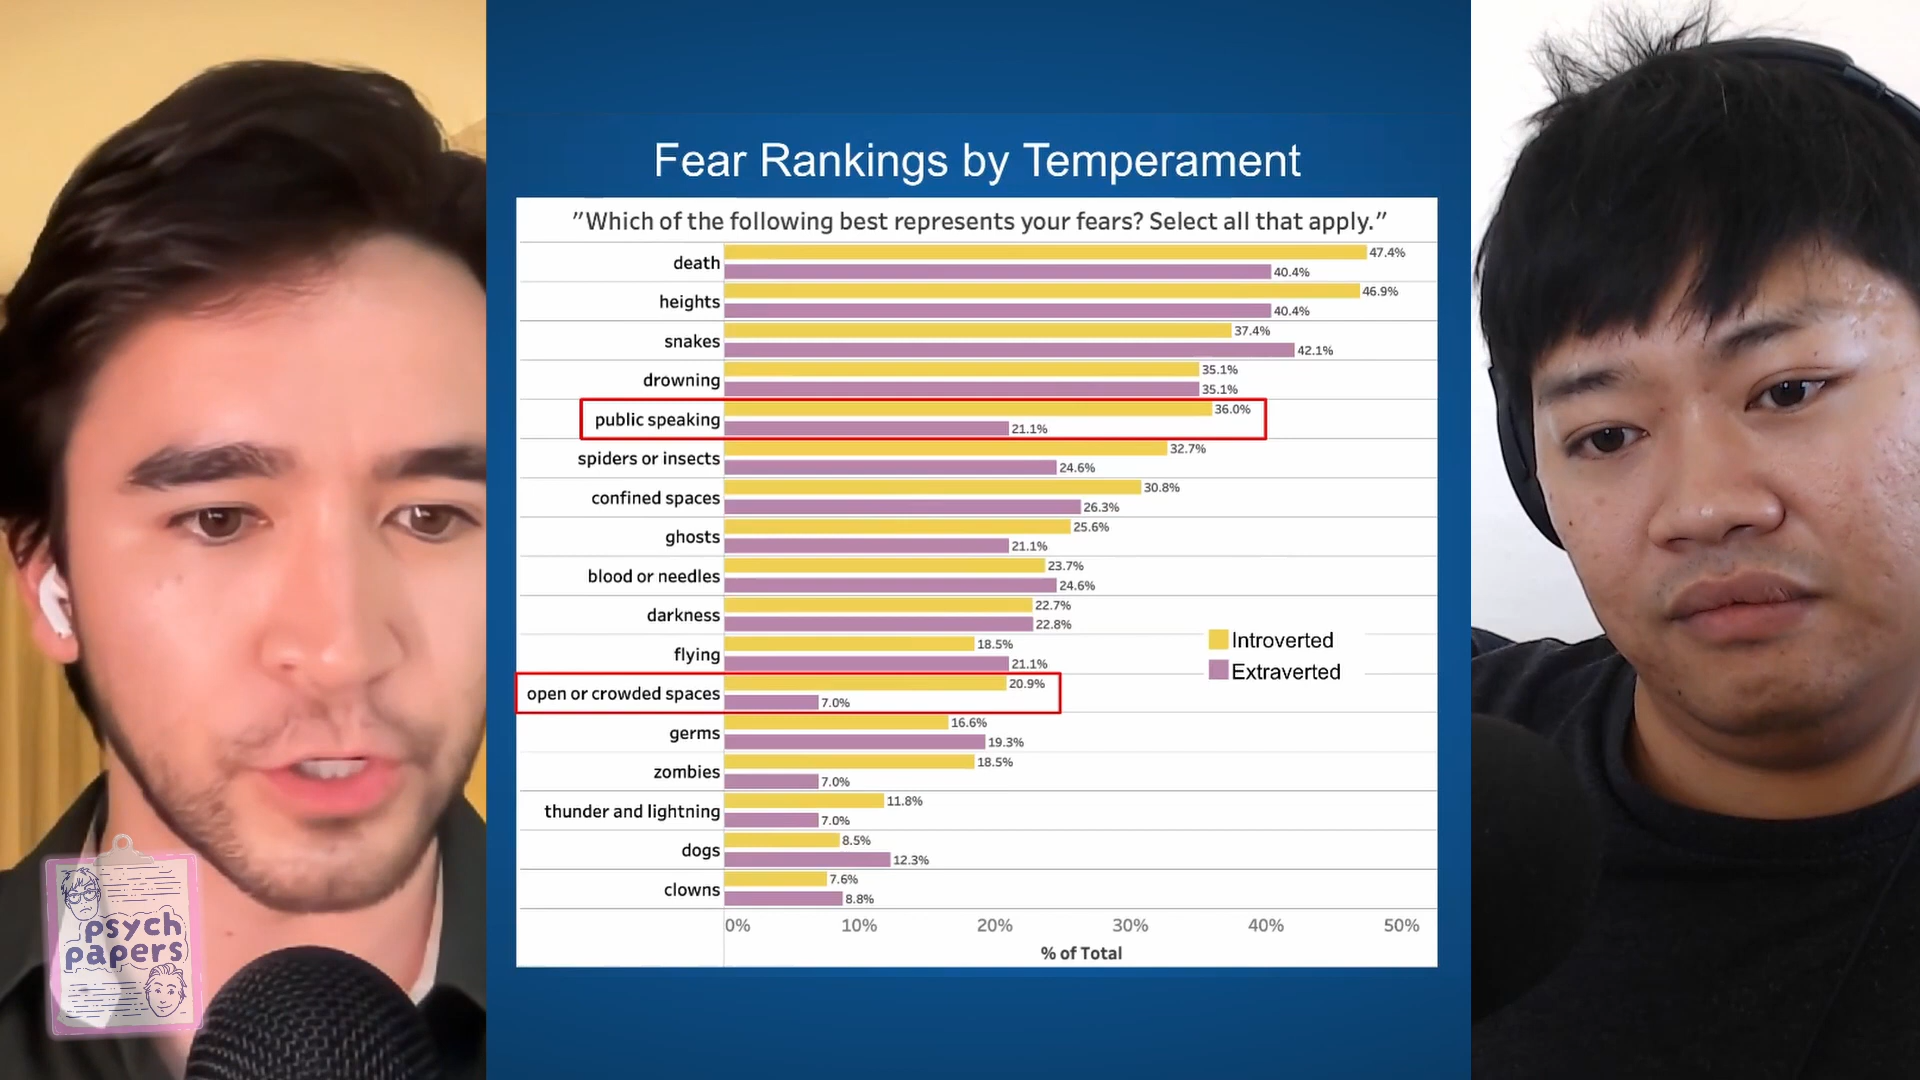 Fear Rankings by Temperament
"Which of the following best represents your fears? Select all that apply."
death 47.4%
40.4%
heights 46.9%
40.4%
snakes 37.4%
42.1%
drowning 35.1%
35.1%
public speaking 36.0%
21.1%
spiders or insects 32.7%
24.6%
confined spaces 30.8%
26.3%
ghosts 25.6%
21.1%
blood or needles 23.7%
24.6%
darkness 22.7%
22.8%
flying 18.5%
21.1%
Introverted
Extraverted
open or crowded spaces 20.9%
7.0%
germs 16.6%
19.3%
zombies 18.5%
7.0%
thunder and lightning 11.8%
7.0%
dogs 8.5%
12.3%
clowns 7.6%
8.8%
0% 10% 20% 30% 40% 50%
% of Total
psych
papers